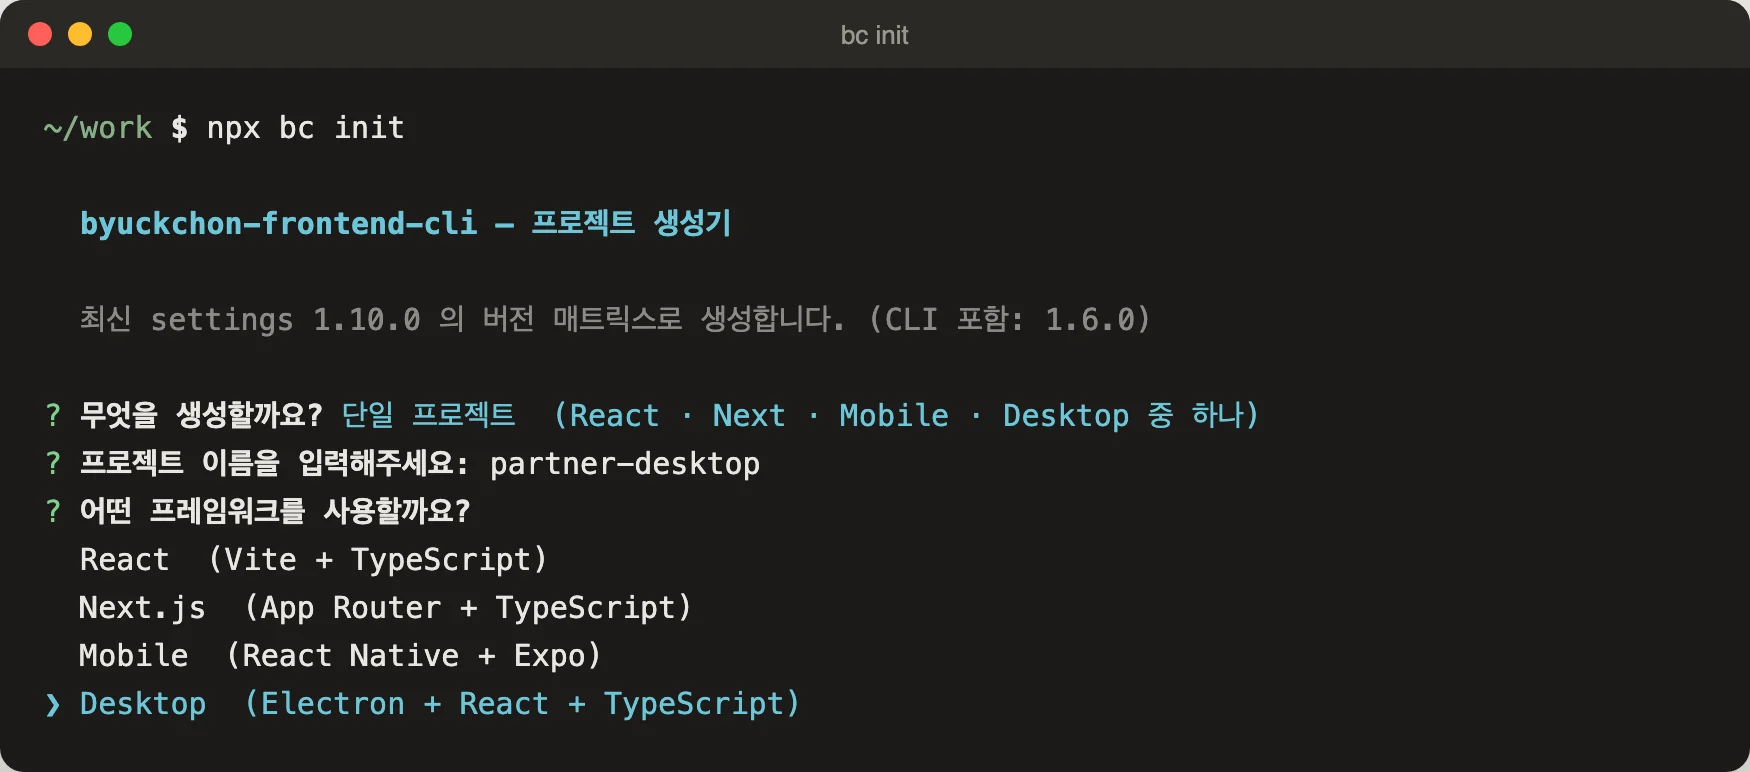 bc init
~/work $ npx bc init
byuckchon-frontend-cli — 프로젝트 생성기
최신 settings 1.10.0 의 버전 매트릭스로 생성합니다. (CLI 포함: 1.6.0)
? 무엇을 생성할까요? 단일 프로젝트  (React · Next · Mobile · Desktop 중 하나)
? 프로젝트 이름을 입력해주세요: partner-desktop
? 어떤 프레임워크를 사용할까요?
React  (Vite + TypeScript)
Next.js  (App Router + TypeScript)
Mobile  (React Native + Expo)
❯ Desktop  (Electron + React + TypeScript)